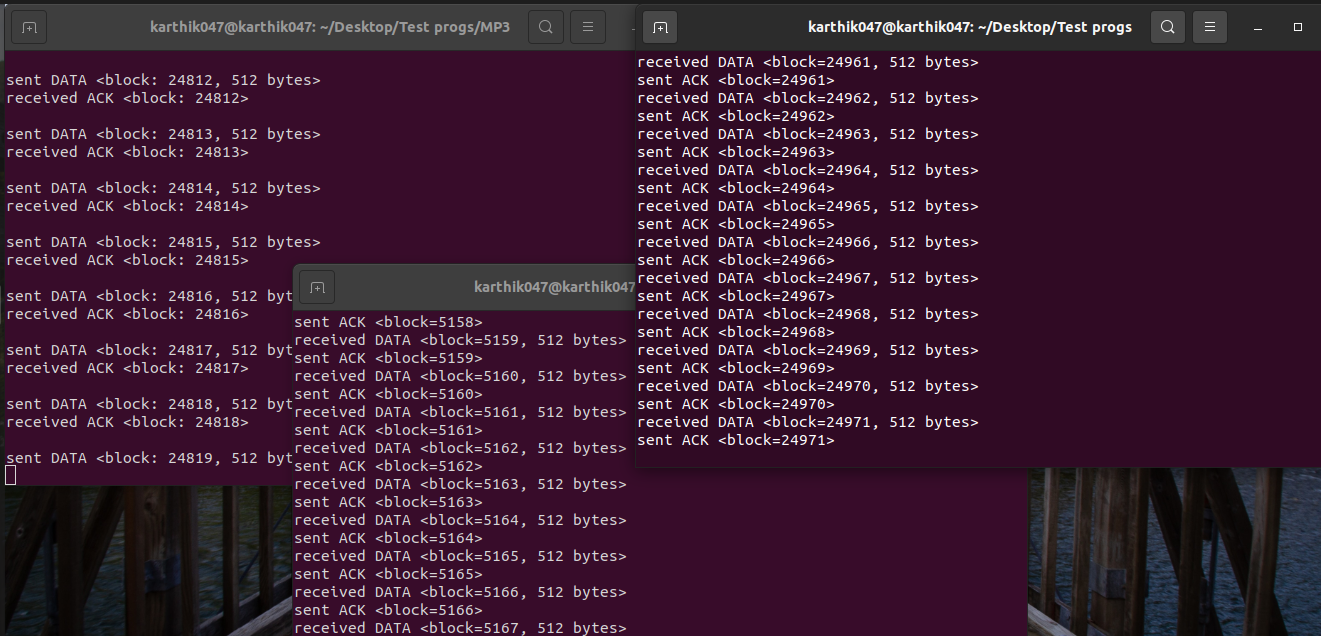 karthik047@karthik047: ~/Desktop/Test progs/MP3
sent DATA <block: 24812, 512 bytes>
received ACK <block: 24812>
sent DATA <block: 24813, 512 bytes>
received ACK <block: 24813>
sent DATA <block: 24814, 512 bytes>
received ACK <block: 24814>
sent DATA <block: 24815, 512 bytes>
received ACK <block: 24815>
sent DATA <block: 24816, 512 byt
received ACK <block: 24816>
sent DATA <block: 24817, 512 byt
received ACK <block: 24817>
sent DATA <block: 24818, 512 byt
received ACK <block: 24818>
sent DATA <block: 24819, 512 byt
karthik047@karthik047
sent ACK <block=5158>
received DATA <block=5159, 512 bytes>
sent ACK <block=5159>
received DATA <block=5160, 512 bytes>
sent ACK <block=5160>
received DATA <block=5161, 512 bytes>
sent ACK <block=5161>
received DATA <block=5162, 512 bytes>
sent ACK <block=5162>
received DATA <block=5163, 512 bytes>
sent ACK <block=5163>
received DATA <block=5164, 512 bytes>
sent ACK <block=5164>
received DATA <block=5165, 512 bytes>
sent ACK <block=5165>
received DATA <block=5166, 512 bytes>
sent ACK <block=5166>
received DATA <block=5167, 512 bytes>
karthik047@karthik047: ~/Desktop/Test progs
received DATA <block=24961, 512 bytes>
sent ACK <block=24961>
received DATA <block=24962, 512 bytes>
sent ACK <block=24962>
received DATA <block=24963, 512 bytes>
sent ACK <block=24963>
received DATA <block=24964, 512 bytes>
sent ACK <block=24964>
received DATA <block=24965, 512 bytes>
sent ACK <block=24965>
received DATA <block=24966, 512 bytes>
sent ACK <block=24966>
received DATA <block=24967, 512 bytes>
sent ACK <block=24967>
received DATA <block=24968, 512 bytes>
sent ACK <block=24968>
received DATA <block=24969, 512 bytes>
sent ACK <block=24969>
received DATA <block=24970, 512 bytes>
sent ACK <block=24970>
received DATA <block=24971, 512 bytes>
sent ACK <block=24971>